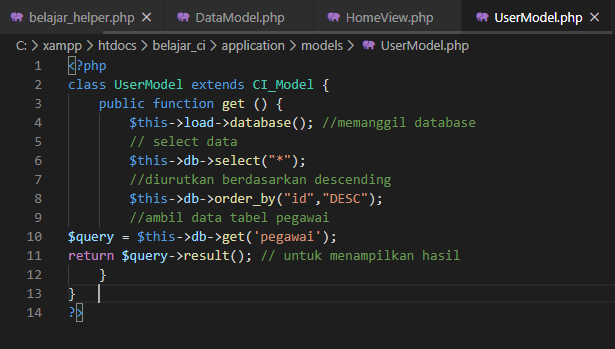 belajar_helper.php × DataModel.php HomeView.php UserModel.php ×
C: > xampp > htdocs > belajar_ci > application > models > UserModel.php
1 <?php
2 class UserModel extends CI_Model {
3 public function get () {
4 $this->load->database(); //memanggil database
5 // select data
6 $this->db->select("*");
7 //diurutkan berdasarkan descending
8 $this->db->order_by("id","DESC");
9 //ambil data tabel pegawai
10 $query = $this->db->get('pegawai');
11 return $query->result(); // untuk menampilkan hasil
12 }
13 }
14 ?>